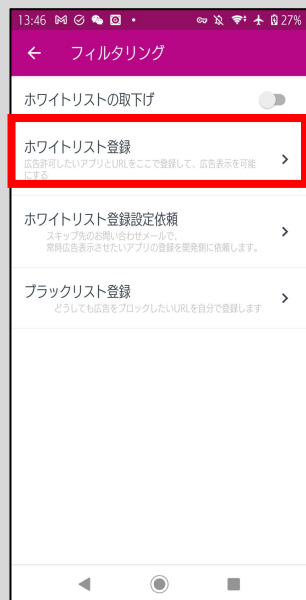 13:46 27%
フィルタリング
ホワイトリストの取下げ
ホワイトリスト登録
広告許可したいアプリとURLをここで登録して、広告表示を可能
にする
ホワイトリスト登録設定依頼
スキップ先のお問い合わせメールで、
常時広告表示させたいアプリの登録を開発側に依頼します。
ブラックリスト登録
どうしても広告をブロックしたいURLを自分で登録します